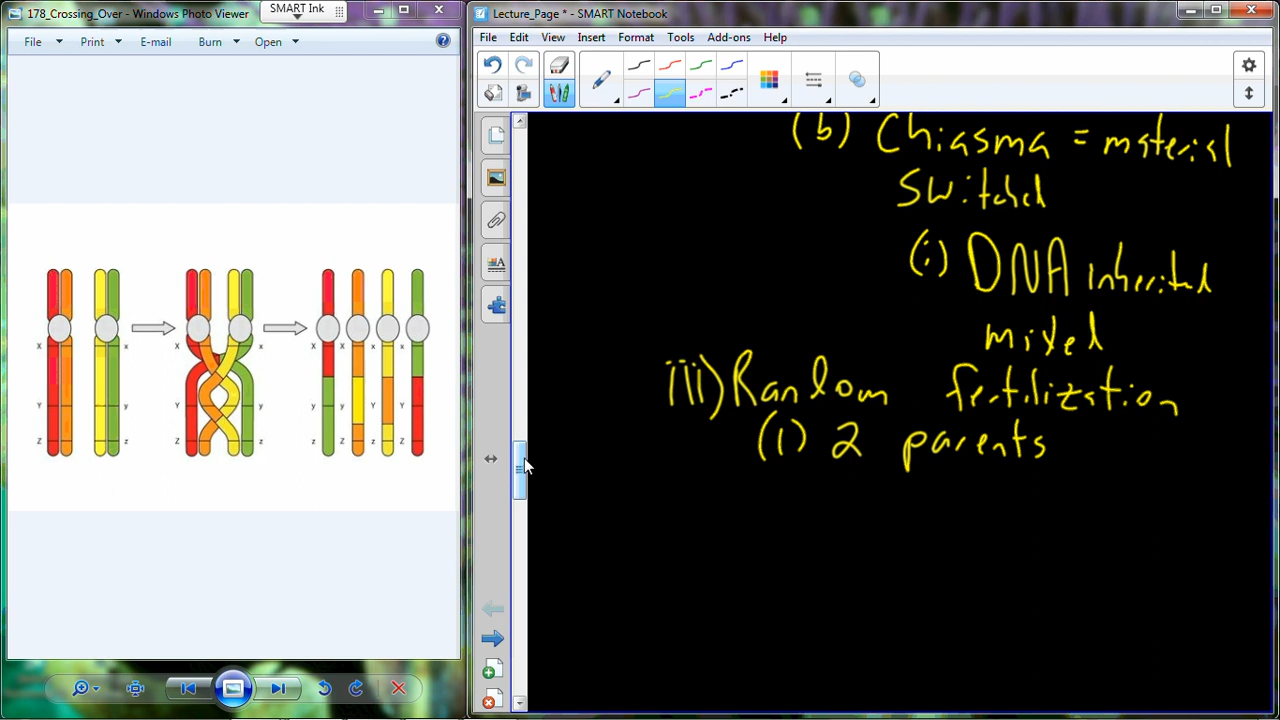 178_Crossing_Over - Windows Photo Viewer
SMART Ink
File Print E-mail Burn Open
X x X x X x
Y y Y y Y y
Z z Z z Z z
Lecture_Page * - SMART Notebook
File Edit View Insert Format Tools Add-ons Help
(b) Chiasma = material
Switched
(i) DNA inherited
mixed
iii) Random fertilization
(1) 2 parents